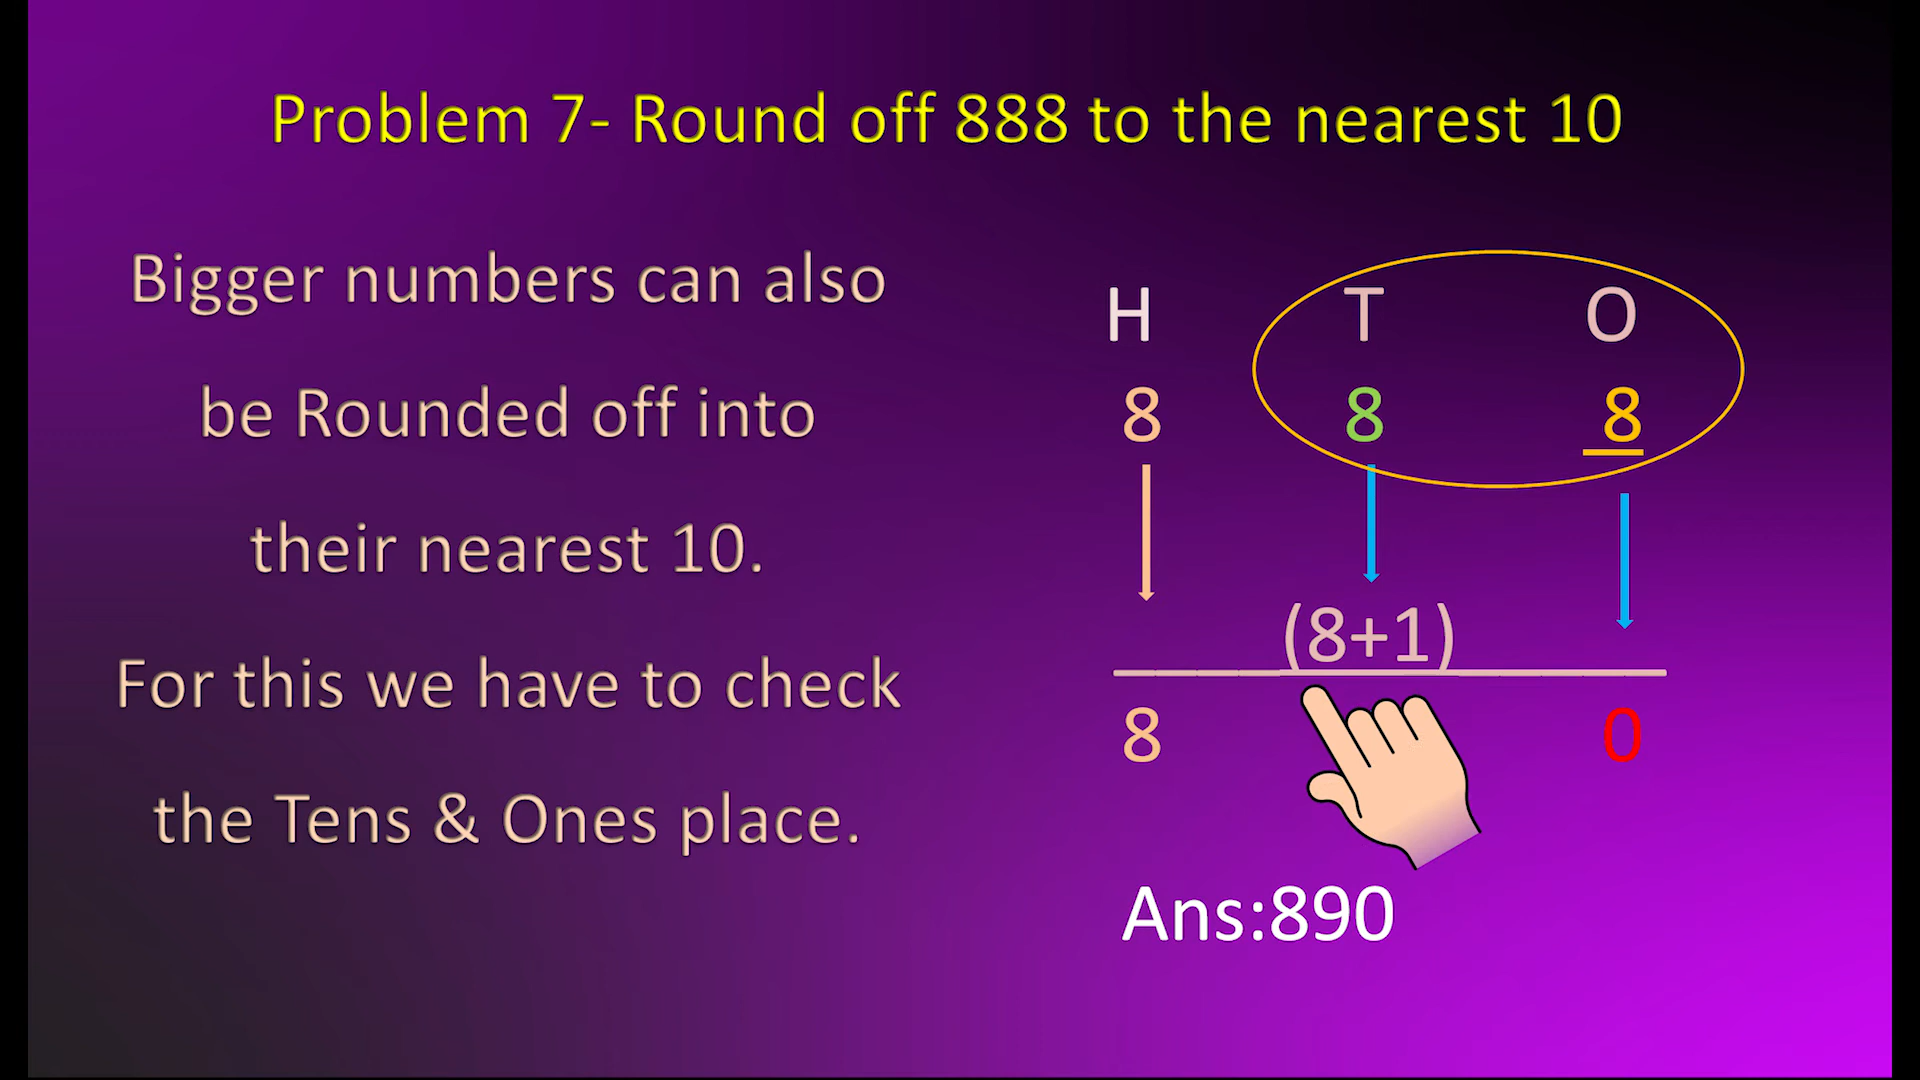 Problem 7- Round off 888 to the nearest 10
Bigger numbers can also
be Rounded off into
their nearest 10.
For this we have to check
the Tens & Ones place.
H T O
8 8 8
(8+1)
8 0
Ans:890